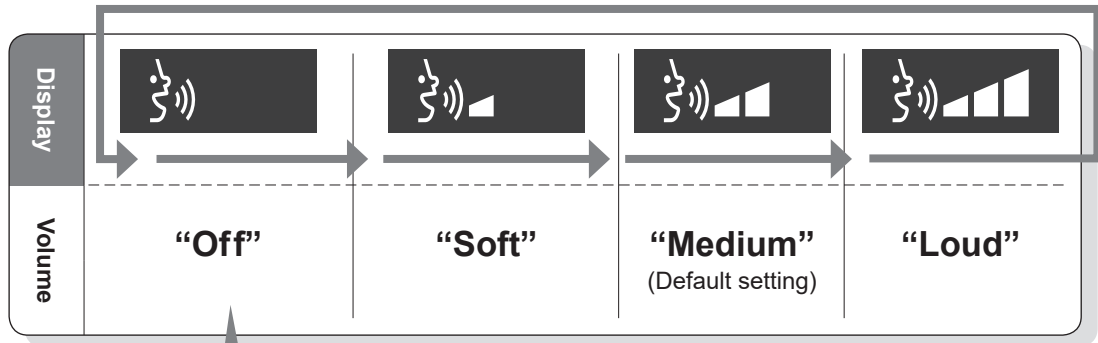 Display
Volume
“Off”
“Soft”
“Medium”
(Default setting)
“Loud”